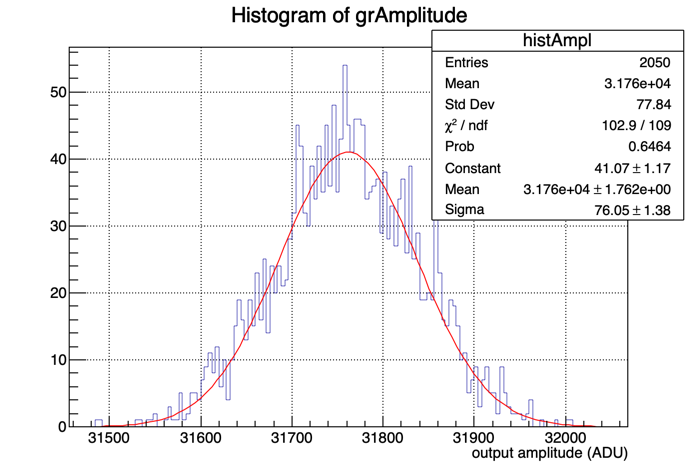 Histogram of grAmplitude
histAmpl
Entries 2050
Mean 3.176e+04
Std Dev 77.84
χ² / ndf 102.9 / 109
Prob 0.6464
Constant 41.07 ± 1.17
Mean 3.176e+04 ± 1.762e+00
Sigma 76.05 ± 1.38
50
40
30
20
10
0
31500 31600 31700 31800 31900 32000
output amplitude (ADU)